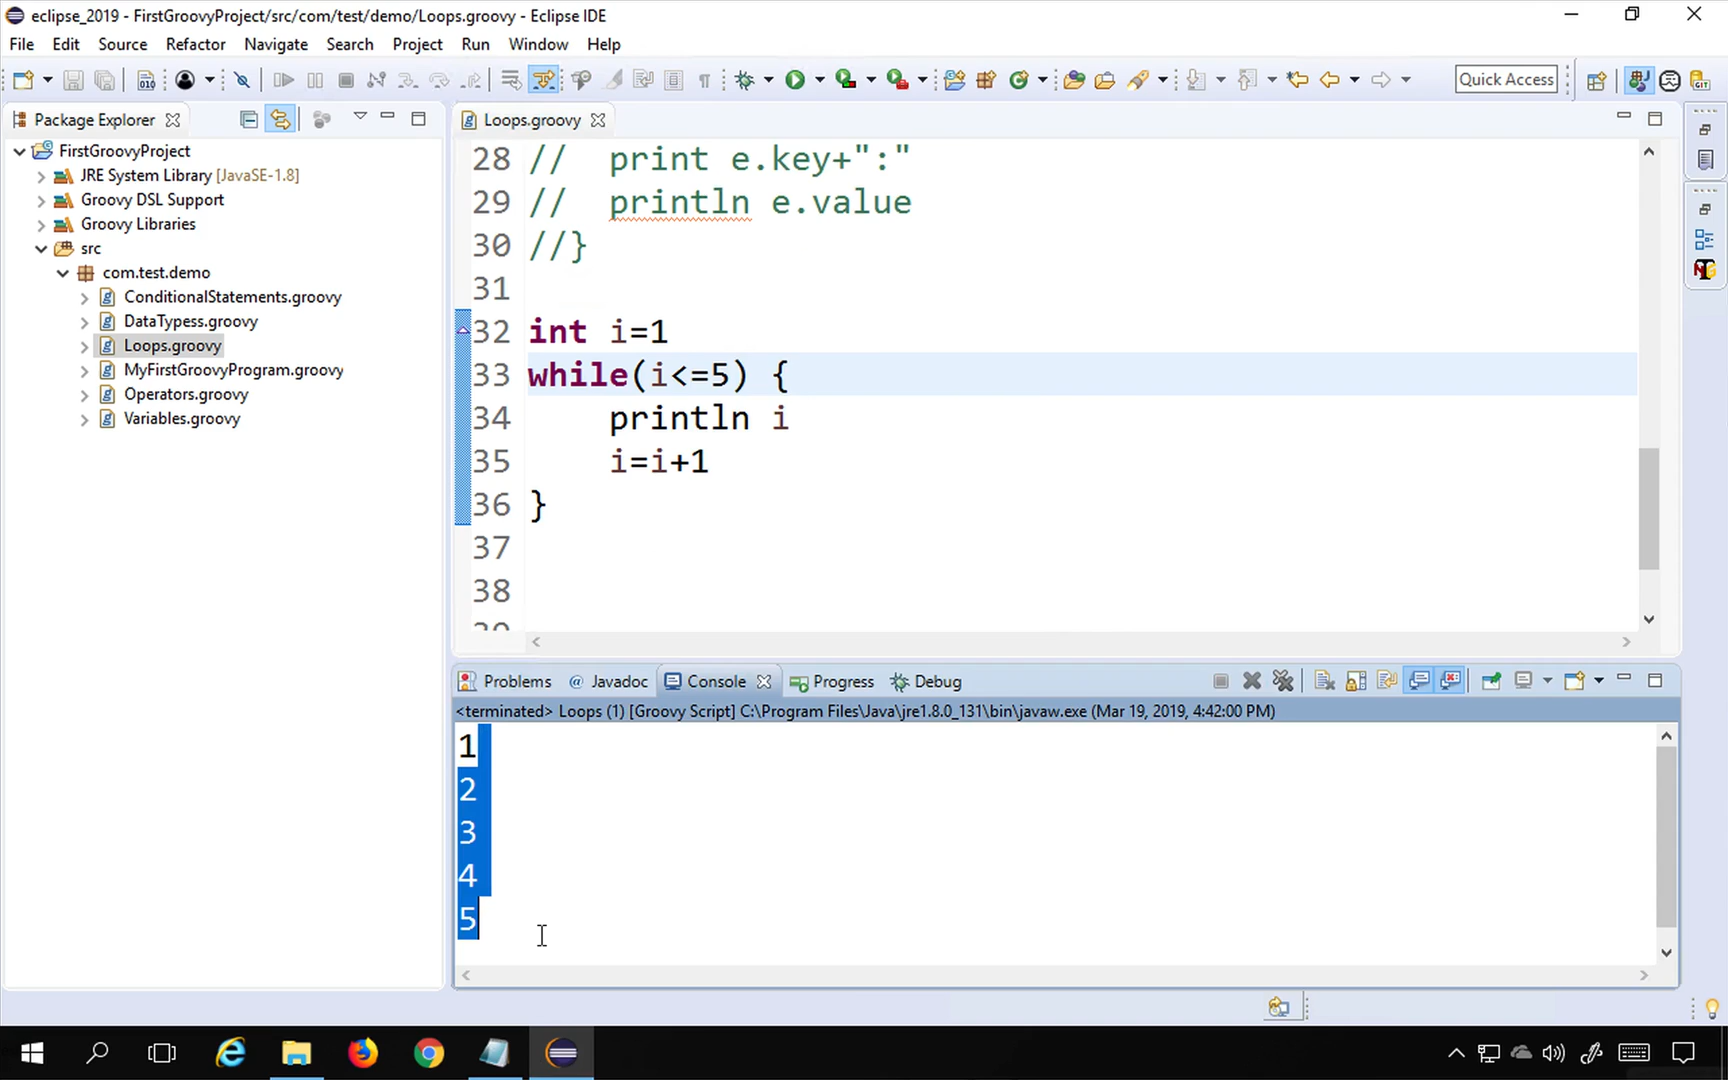 eclipse_2019 - FirstGroovyProject/src/com/test/demo/Loops.groovy - Eclipse IDE
File Edit Source Refactor Navigate Search Project Run Window Help
Quick Access
Package Explorer
Loops.groovy
FirstGroovyProject
JRE System Library [JavaSE-1.8]
Groovy DSL Support
Groovy Libraries
src
com.test.demo
ConditionalStatements.groovy
DataTypess.groovy
Loops.groovy
MyFirstGroovyProgram.groovy
Operators.groovy
Variables.groovy
28 //  print e.key+":"
29 //  println e.value
30 //}
31
32 int i=1
33 while(i<=5) {
34     println i
35     i=i+1
36 }
37
38
39
Problems @ Javadoc Console Progress Debug
<terminated> Loops (1) [Groovy Script] C:\Program Files\Java\jre1.8.0_131\bin\javaw.exe (Mar 19, 2019, 4:42:00 PM)
1
2
3
4
5